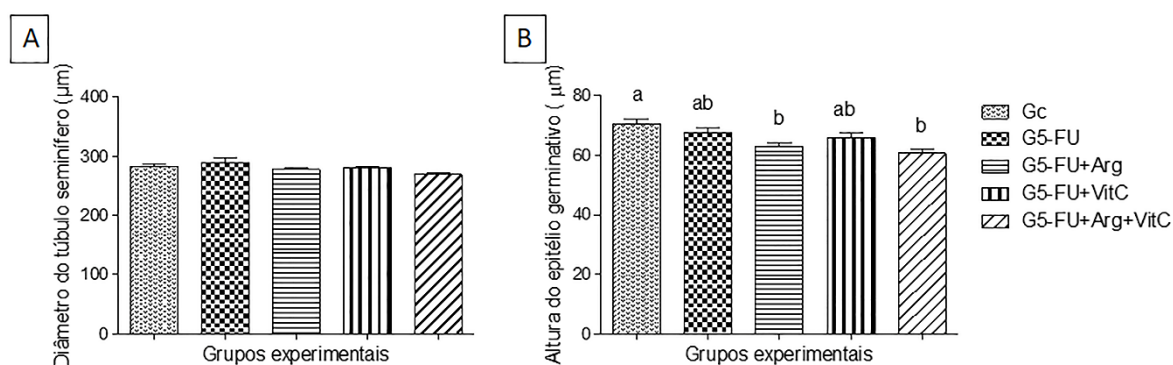 A
Diâmetro do túbulo seminífero (µm)
400
300
200
100
0
Grupos experimentais
B
Altura do epitélio germinativo ( µm)
80
60
40
20
0
a
ab
b
ab
b
Grupos experimentais
Gc
G5-FU
G5-FU+Arg
G5-FU+VitC
G5-FU+Arg+VitC